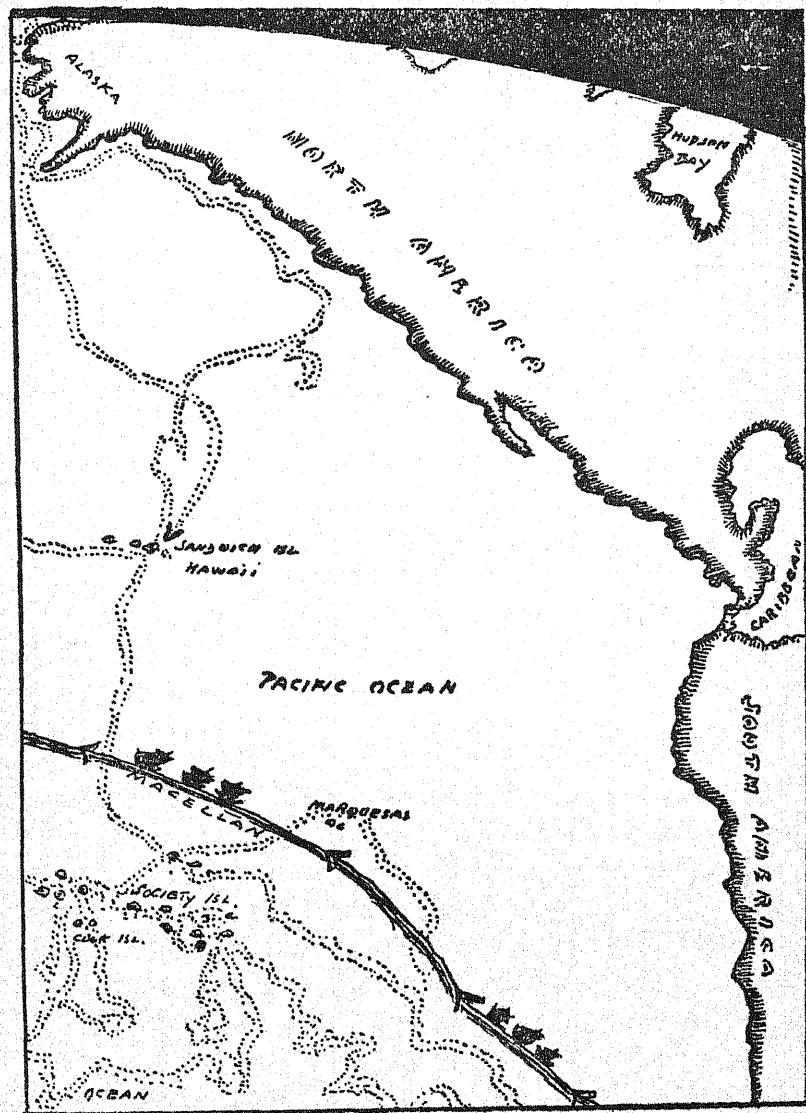 ALASKA
NORTH AMERICA
HUDSON
BAY
SANDWICH ISL
HAWAII
CARIBBEAN
PACIFIC OCEAN
SOUTH AMERICA
MAGELLAN
MARQUESAS
SOCIETY ISL.
COOK ISL.
OCEAN